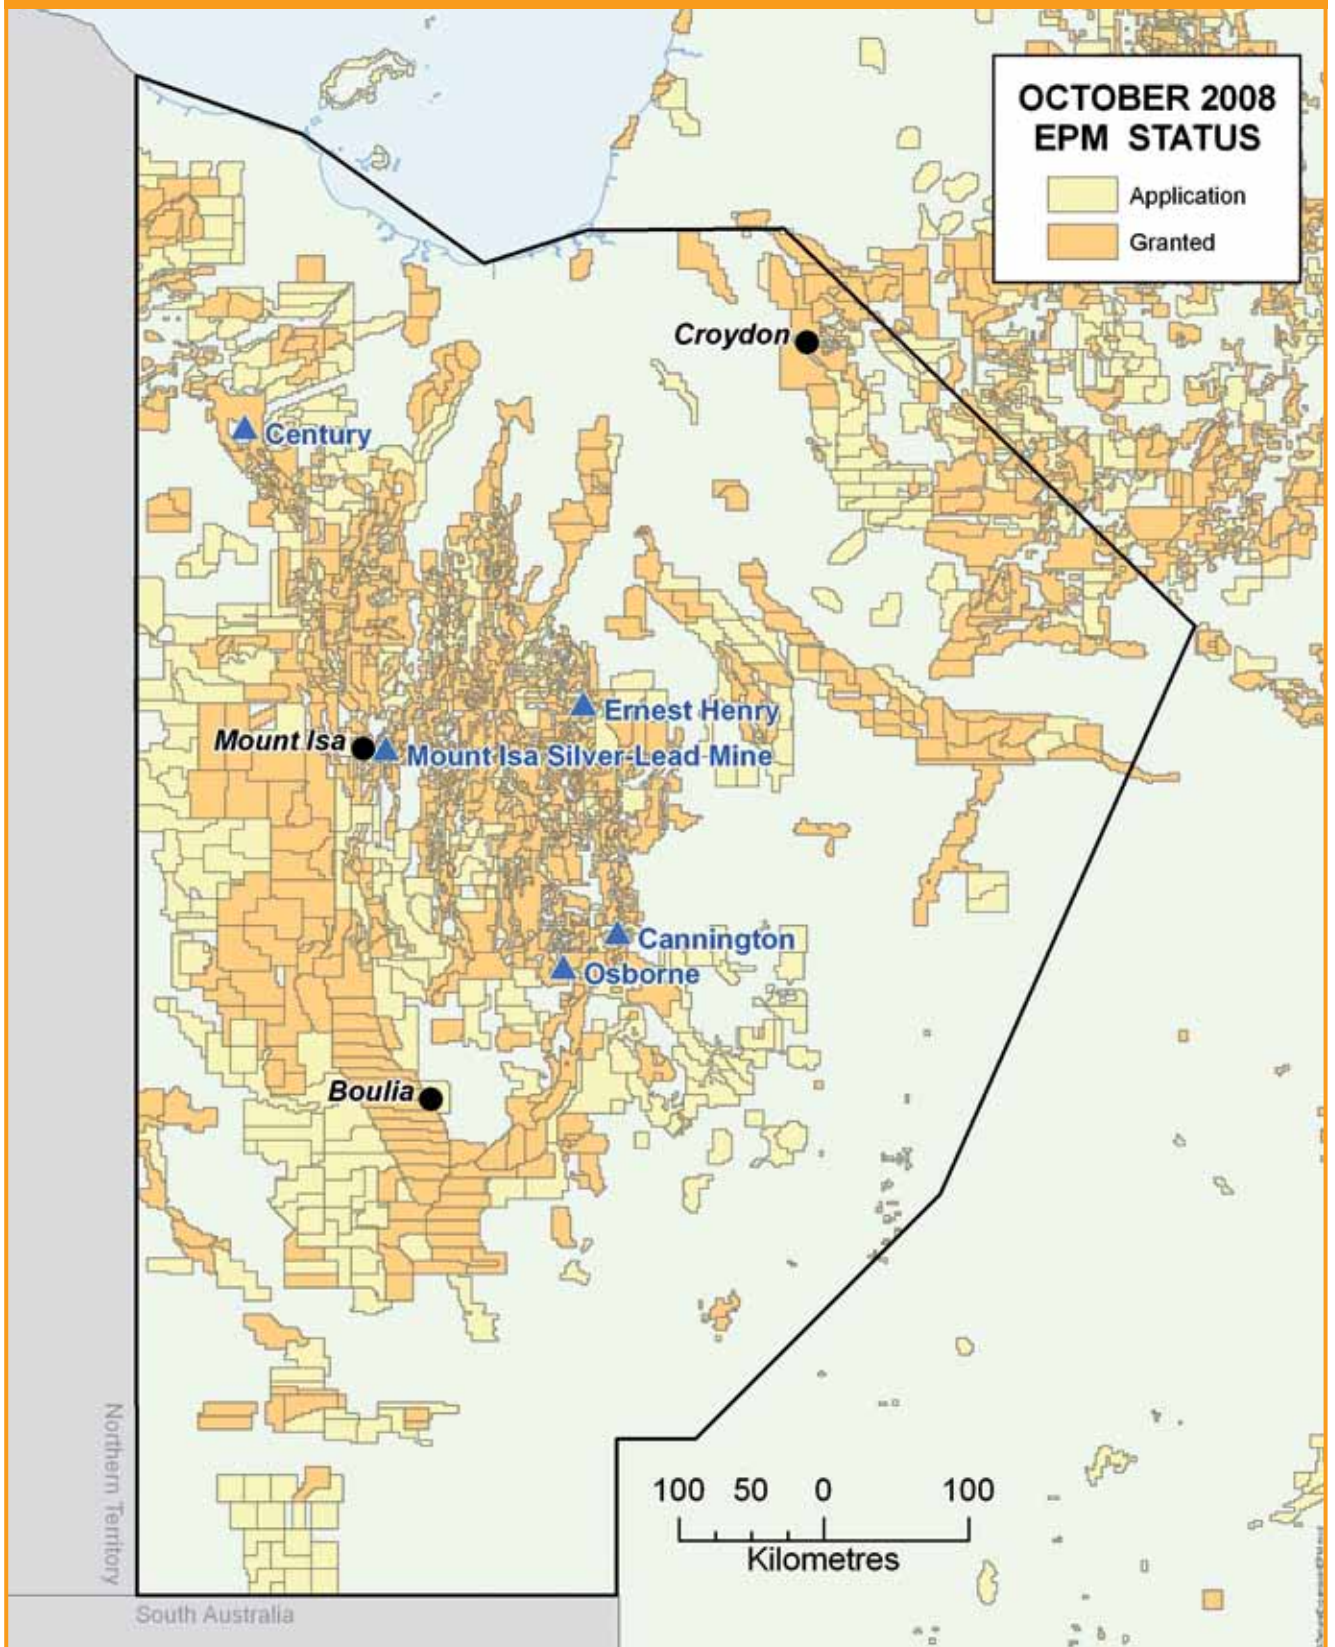 OCTOBER 2008
EPM STATUS
Application
Granted
Croydon
Century
Ernest Henry
Mount Isa
Mount Isa Silver-Lead Mine
Cannington
Osborne
Boulia
Northern Territory
100 50 0 100
Kilometres
South Australia